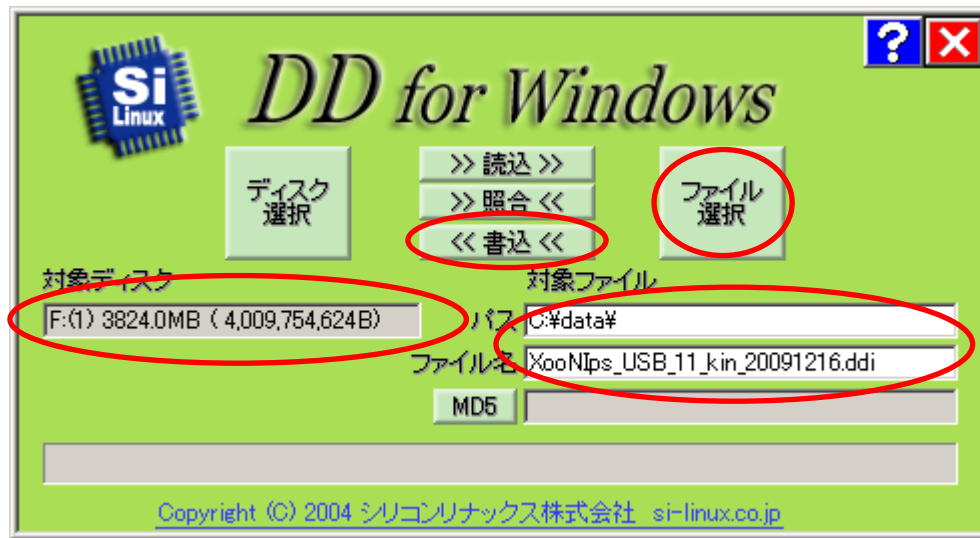 Si
Linux
DD for Windows
?
ディスク
選択
>> 読込 >>
>> 照合 <<
<< 書込 <<
ファイル
選択
対象ディスク
対象ファイル
F:(1) 3824.0MB ( 4,009,754,624B)
パス C:¥data¥
ファイル名 XooNIps_USB_11_kin_20091216.ddi
MD5
Copyright (C) 2004 シリコンリナックス株式会社 si-linux.co.jp